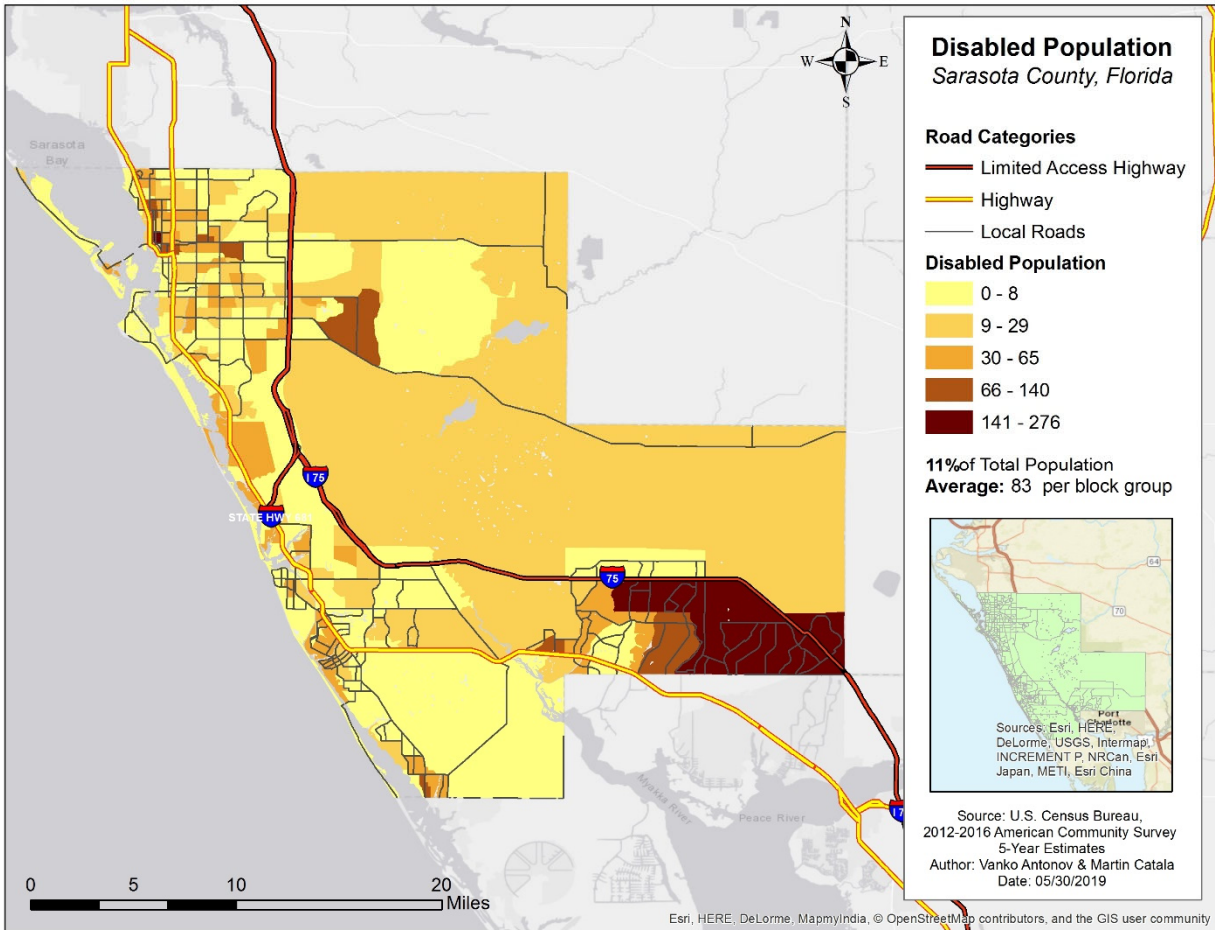 N
W E
S
Sarasota
Bay
I 75
STATE HWY 681
75
Myakka River
Peace River
I 7
0 5 10 20
Miles
Disabled Population
Sarasota County, Florida
Road Categories
Limited Access Highway
Highway
Local Roads
Disabled Population
0 - 8
9 - 29
30 - 65
66 - 140
141 - 276
11%of Total Population
Average: 83 per block group
64
70
Port
Charlotte
Sources: Esri, HERE,
DeLorme, USGS, Intermap,
INCREMENT P, NRCan, Esri
Japan, METI, Esri China
Source: U.S. Census Bureau,
2012-2016 American Community Survey
5-Year Estimates
Author: Vanko Antonov & Martin Catala
Date: 05/30/2019
Esri, HERE, DeLorme, MapmyIndia, © OpenStreetMap contributors, and the GIS user community